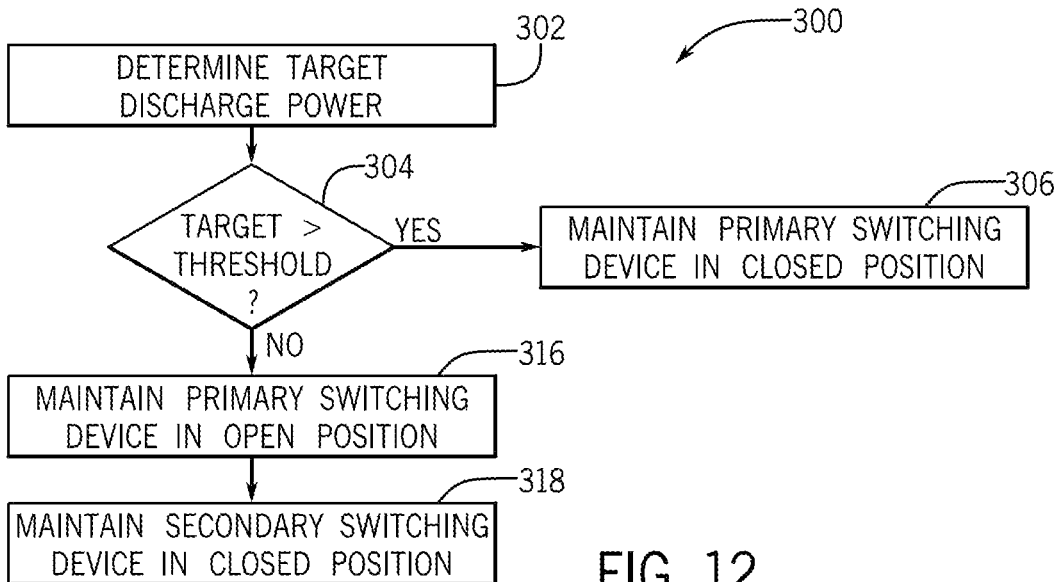 302
300
DETERMINE TARGET
DISCHARGE POWER
304
306
TARGET >
THRESHOLD
?
YES
MAINTAIN PRIMARY SWITCHING
DEVICE IN CLOSED POSITION
NO
316
MAINTAIN PRIMARY SWITCHING
DEVICE IN OPEN POSITION
318
MAINTAIN SECONDARY SWITCHING
DEVICE IN CLOSED POSITION
FIG. 12